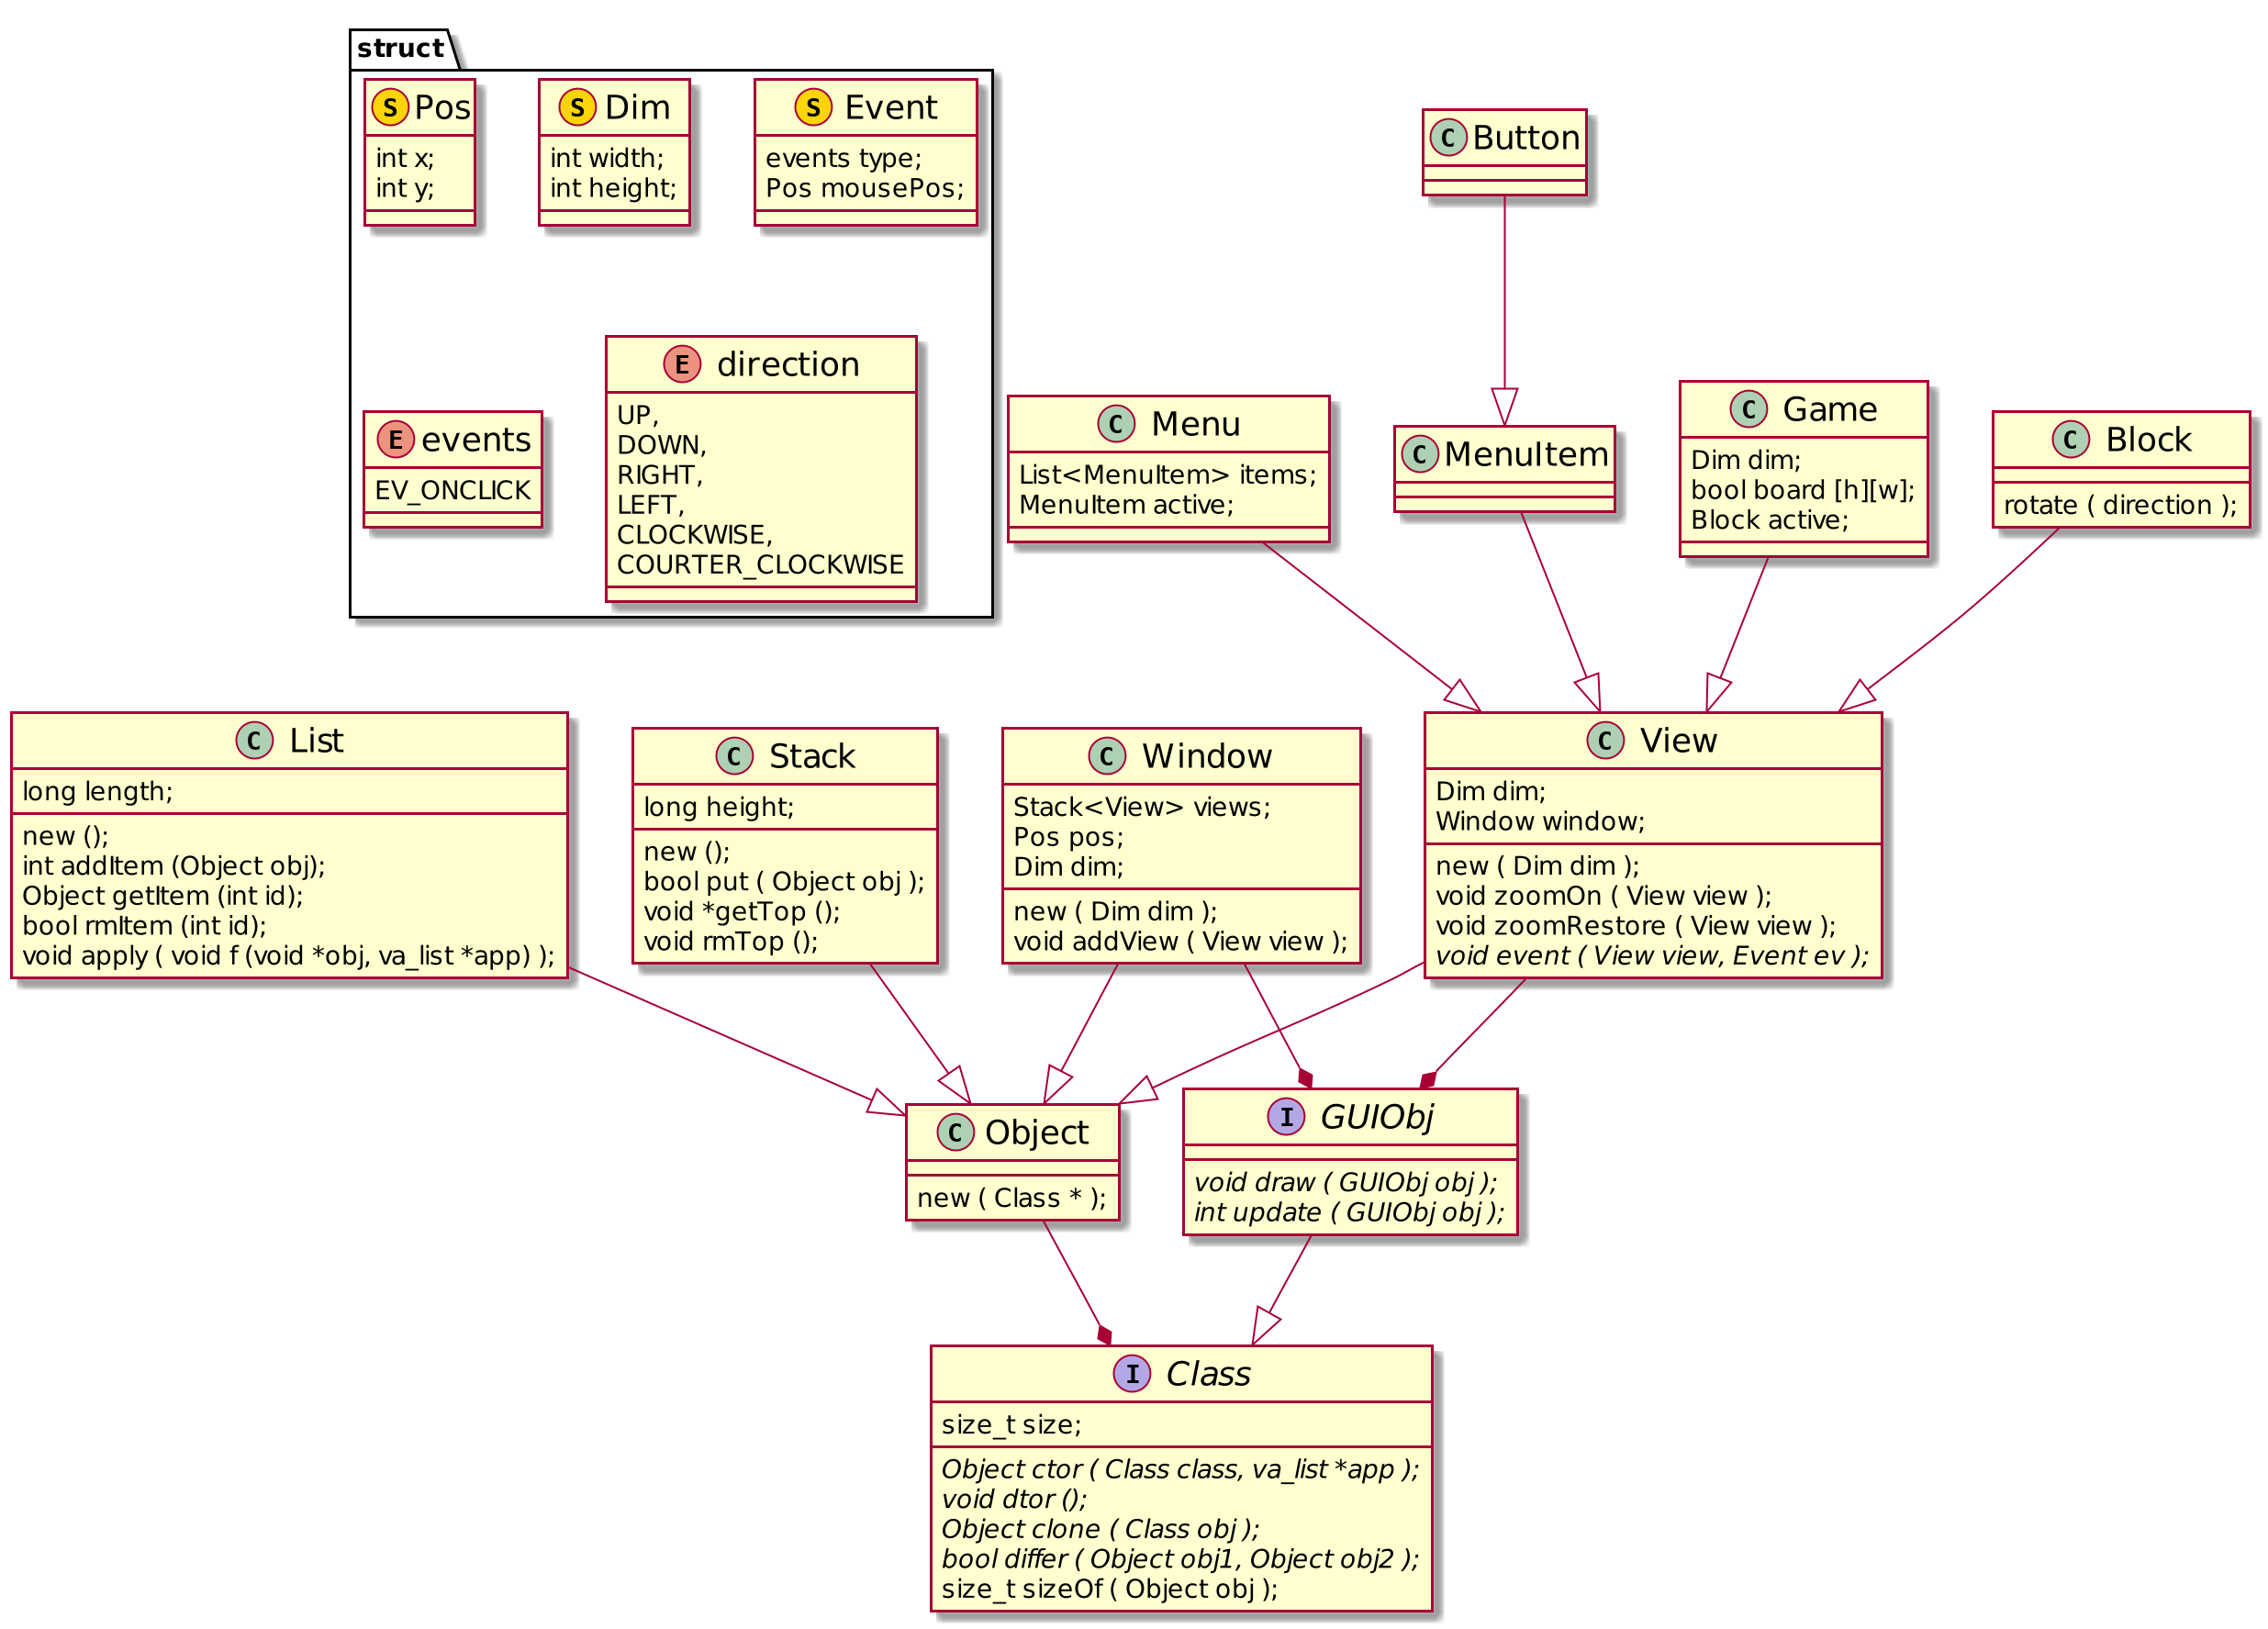 struct
S Pos
int x;
int y;
S Dim
int width;
int height;
S Event
events type;
Pos mousePos;
C Button
E events
EV_ONCLICK
E direction
UP,
DOWN,
RIGHT,
LEFT,
CLOCKWISE,
COURTER_CLOCKWISE
C Menu
List<MenuItem> items;
MenuItem active;
C MenuItem
C Game
Dim dim;
bool board [h][w];
Block active;
C Block
rotate ( direction );
C List
long length;
new ();
int addItem (Object obj);
Object getItem (int id);
bool rmItem (int id);
void apply ( void f (void *obj, va_list *app) );
C Stack
long height;
new ();
bool put ( Object obj );
void *getTop ();
void rmTop ();
C Window
Stack<View> views;
Pos pos;
Dim dim;
new ( Dim dim );
void addView ( View view );
C View
Dim dim;
Window window;
new ( Dim dim );
void zoomOn ( View view );
void zoomRestore ( View view );
void event ( View view, Event ev );
C Object
new ( Class * );
I GUIObj
void draw ( GUIObj obj );
int update ( GUIObj obj );
I Class
size_t size;
Object ctor ( Class class, va_list *app );
void dtor ();
Object clone ( Class obj );
bool differ ( Object obj1, Object obj2 );
size_t sizeOf ( Object obj );